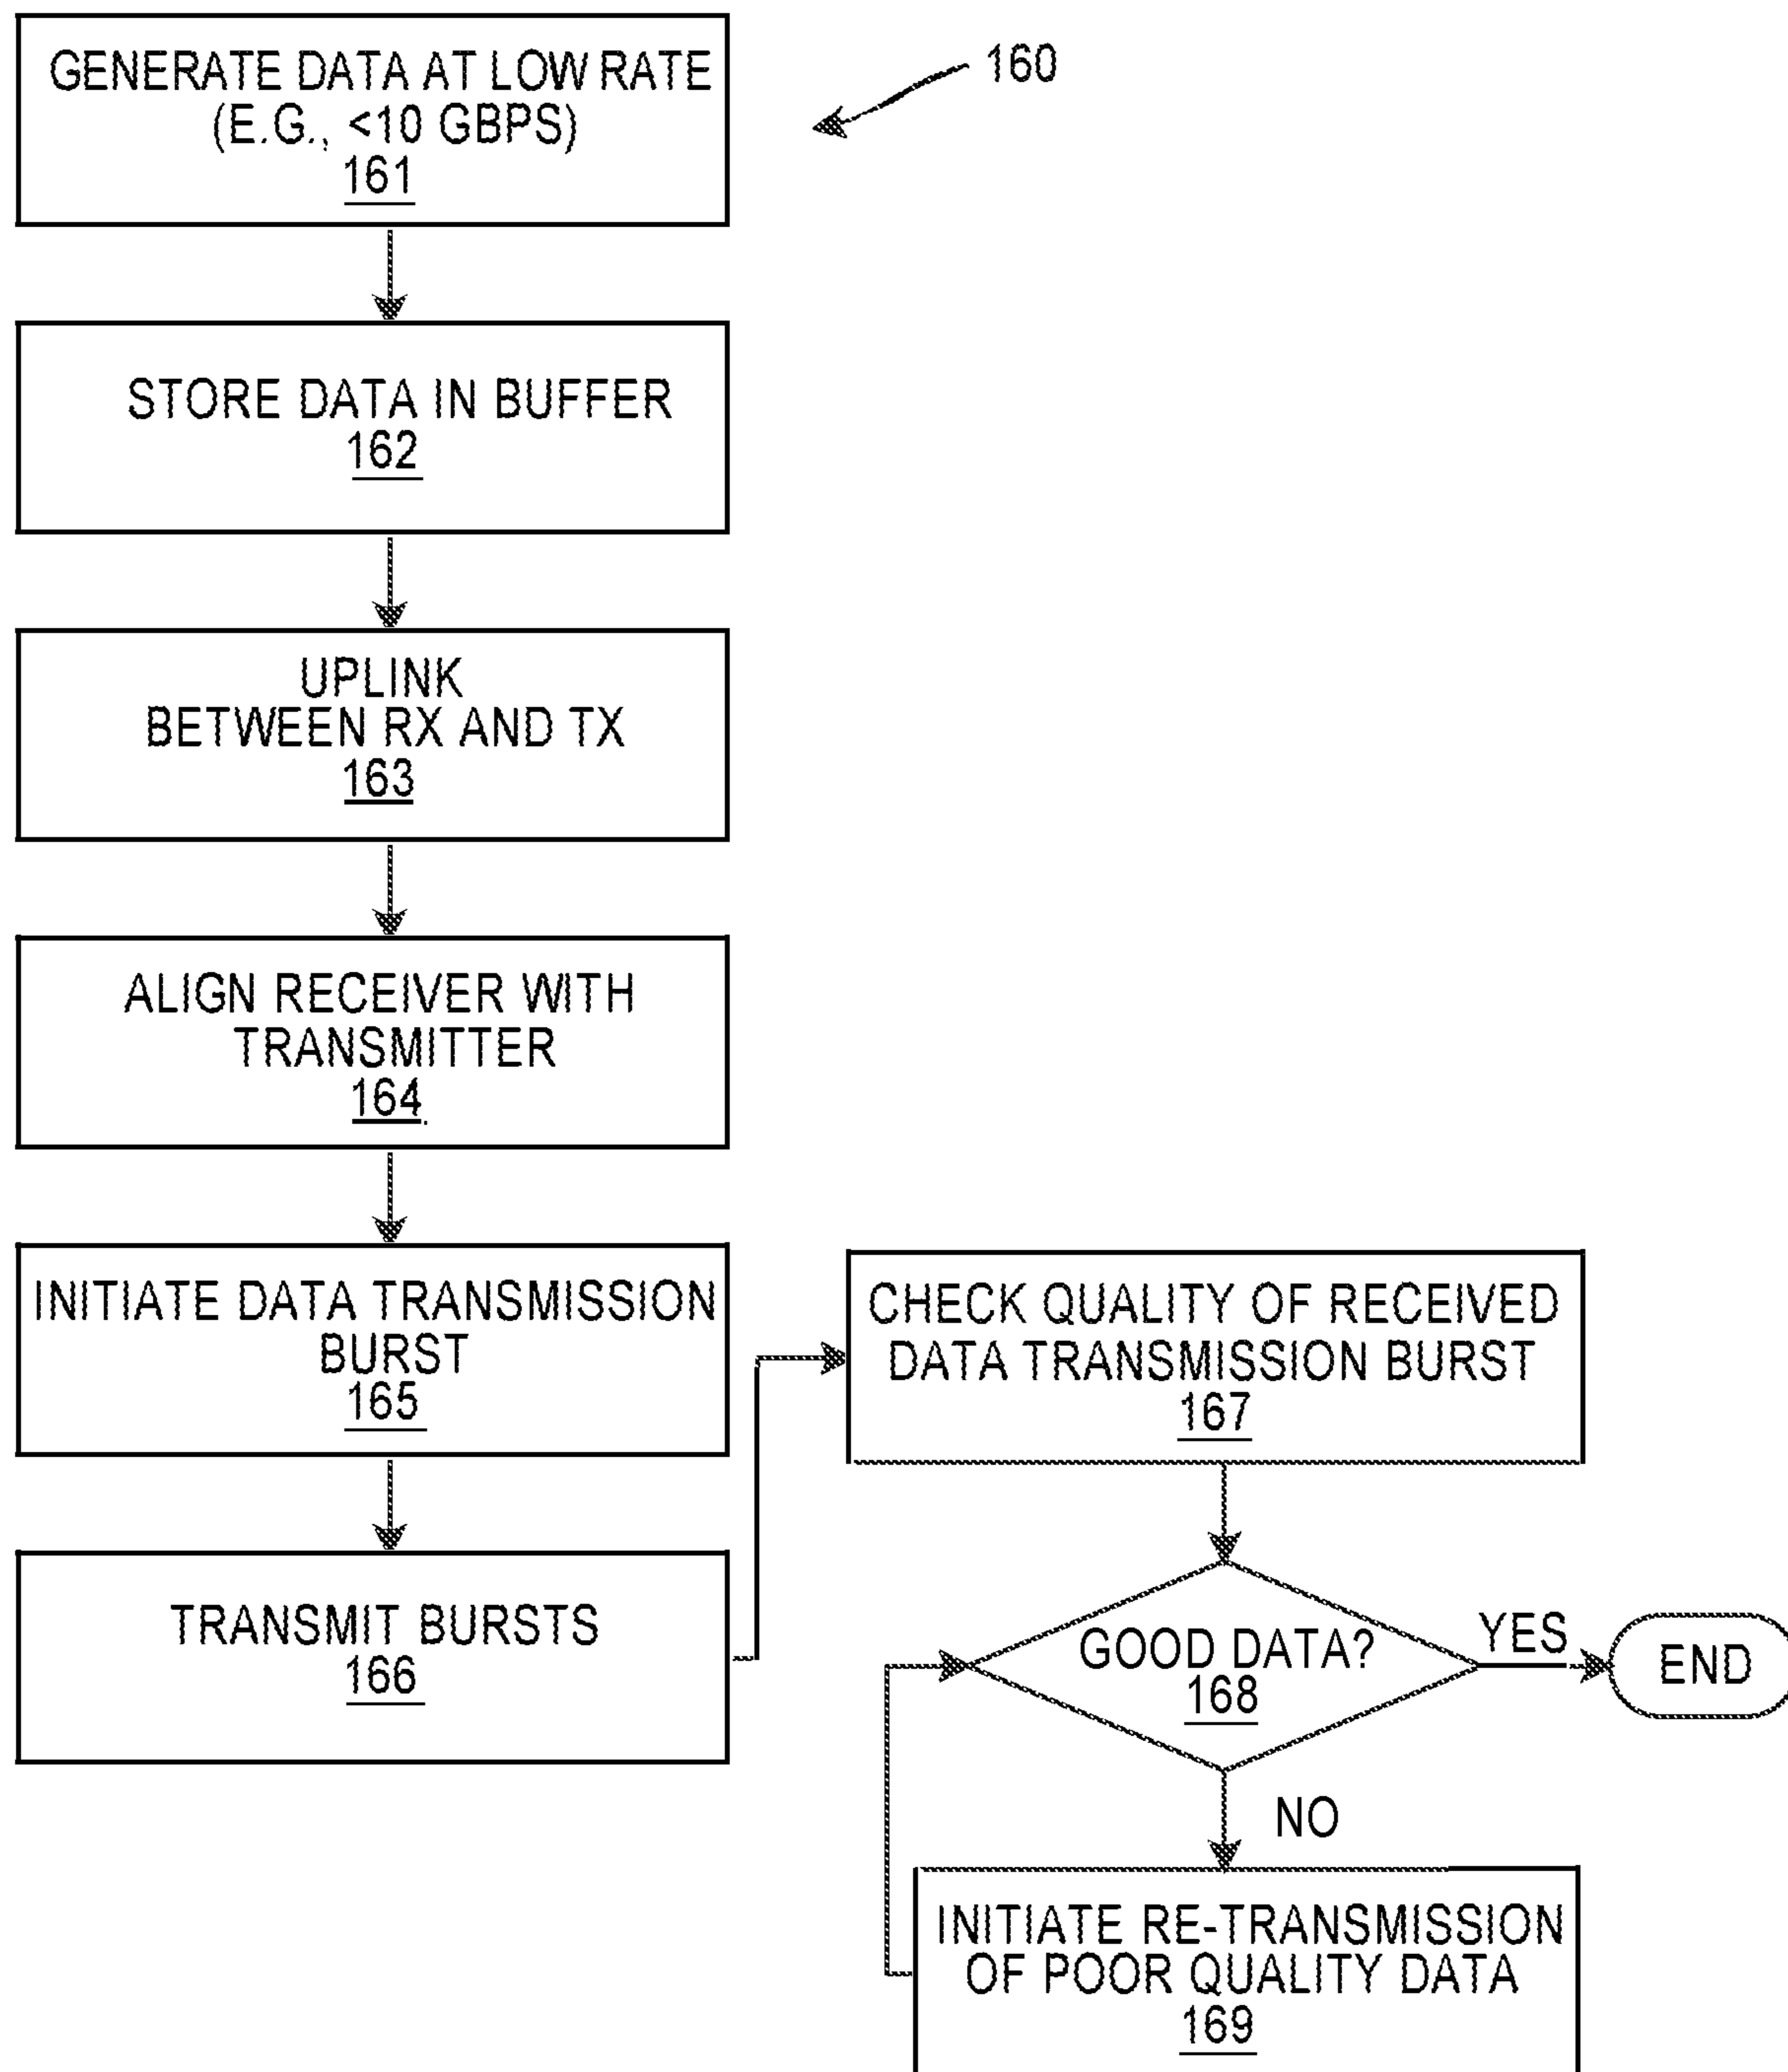 GENERATE DATA AT LOW RATE
(E.G., <10 GBPS)
161
160
STORE DATA IN BUFFER
162
UPLINK
BETWEEN RX AND TX
163
ALIGN RECEIVER WITH
TRANSMITTER
164
INITIATE DATA TRANSMISSION
BURST
165
TRANSMIT BURSTS
166
CHECK QUALITY OF RECEIVED
DATA TRANSMISSION BURST
167
GOOD DATA?
168
YES
END
NO
INITIATE RE-TRANSMISSION
OF POOR QUALITY DATA
169